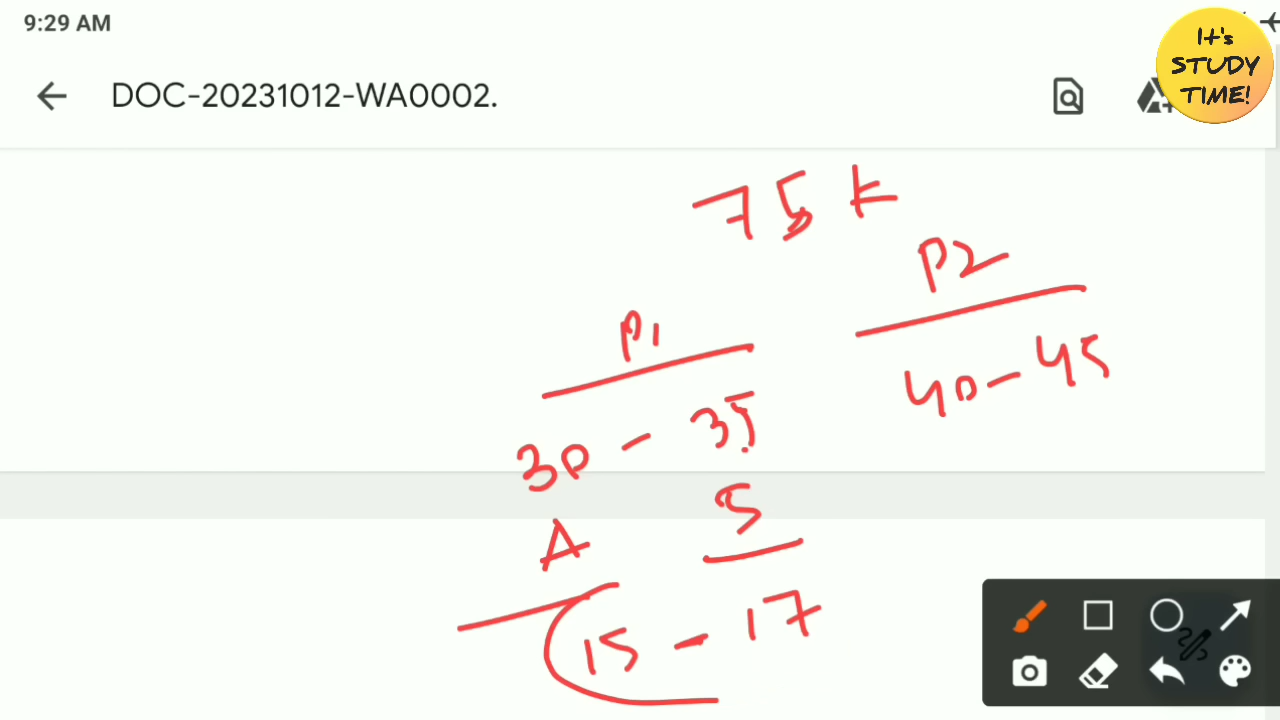 9:29 AM
It's
STUDY
TIME!
DOC-20231012-WA0002.
75 K
P1
P2
30 - 35
40 - 45
A
S
15 - 17